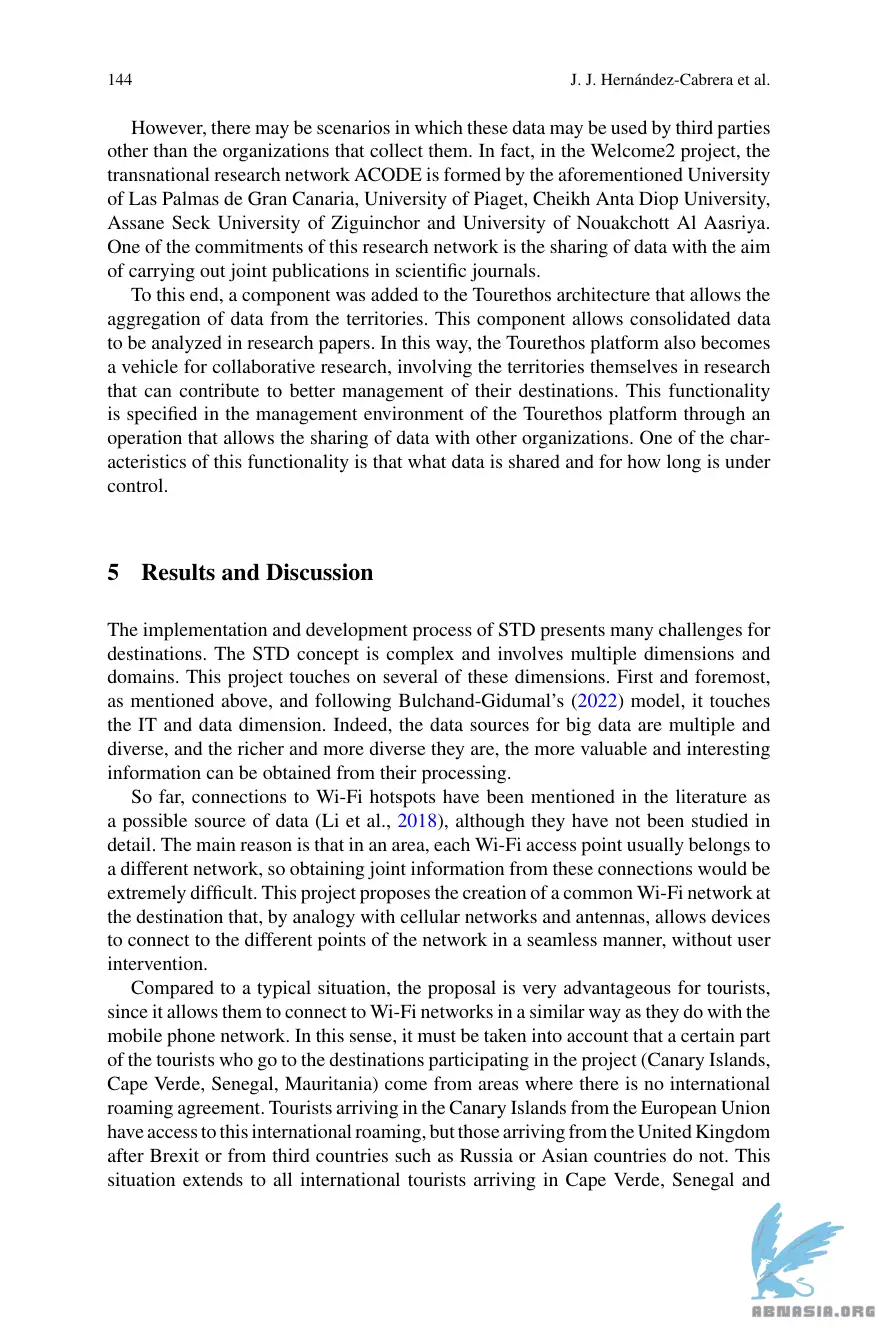 144
J. J. Hernández-Cabrera et al.
However, there may be scenarios in which these data may be used by third parties
other than the organizations that collect them. In fact, in the Welcome2 project, the
transnational research network ACODE is formed by the aforementioned University
of Las Palmas de Gran Canaria, University of Piaget, Cheikh Anta Diop University,
Assane Seck University of Ziguinchor and University of Nouakchott Al Aasriya.
One of the commitments of this research network is the sharing of data with the aim
of carrying out joint publications in scientific journals.
To this end, a component was added to the Tourethos architecture that allows the
aggregation of data from the territories. This component allows consolidated data
to be analyzed in research papers. In this way, the Tourethos platform also becomes
a vehicle for collaborative research, involving the territories themselves in research
that can contribute to better management of their destinations. This functionality
is specified in the management environment of the Tourethos platform through an
operation that allows the sharing of data with other organizations. One of the char-
acteristics of this functionality is that what data is shared and for how long is under
control.
5 Results and Discussion
The implementation and development process of STD presents many challenges for
destinations. The STD concept is complex and involves multiple dimensions and
domains. This project touches on several of these dimensions. First and foremost,
as mentioned above, and following Bulchand-Gidumal's (2022) model, it touches
the IT and data dimension. Indeed, the data sources for big data are multiple and
diverse, and the richer and more diverse they are, the more valuable and interesting
information can be obtained from their processing.
So far, connections to Wi-Fi hotspots have been mentioned in the literature as
a possible source of data (Li et al., 2018), although they have not been studied in
detail. The main reason is that in an area, each Wi-Fi access point usually belongs to
a different network, so obtaining joint information from these connections would be
extremely difficult. This project proposes the creation of a common Wi-Fi network at
the destination that, by analogy with cellular networks and antennas, allows devices
to connect to the different points of the network in a seamless manner, without user
intervention.
Compared to a typical situation, the proposal is very advantageous for tourists,
since it allows them to connect to Wi-Fi networks in a similar way as they do with the
mobile phone network. In this sense, it must be taken into account that a certain part
of the tourists who go to the destinations participating in the project (Canary Islands,
Cape Verde, Senegal, Mauritania) come from areas where there is no international
roaming agreement. Tourists arriving in the Canary Islands from the European Union
have access to this international roaming, but those arriving from the United Kingdom
after Brexit or from third countries such as Russia or Asian countries do not. This
situation extends to all international tourists arriving in Cape Verde, Senegal and
ABNASIA.ORG